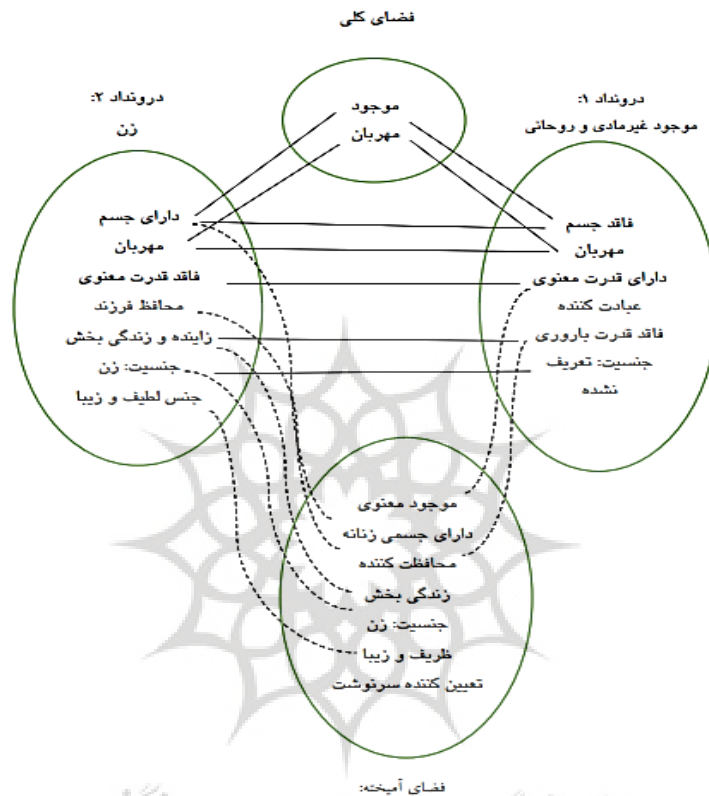 فضای کلی
موجود
مهربان
درونداد ۱:
موجود غیرمادی و روحانی
فاقد جسم
مهربان
دارای قدرت معنوی
عبادت کننده
فاقد قدرت باروری
جنسیت: تعریف
نشده
درونداد ۲:
زن
دارای جسم
مهربان
فاقد قدرت معنوی
محافظ فرزند
زاینده و زندگی بخش
جنسیت: زن
جنس لطیف و زیبا
موجود معنوی
دارای جسمی زنانه
محافظت کننده
زندگی بخش
جنسیت: زن
ظریف و زیبا
تعیین کننده سرنوشت
فضای آمیخته: